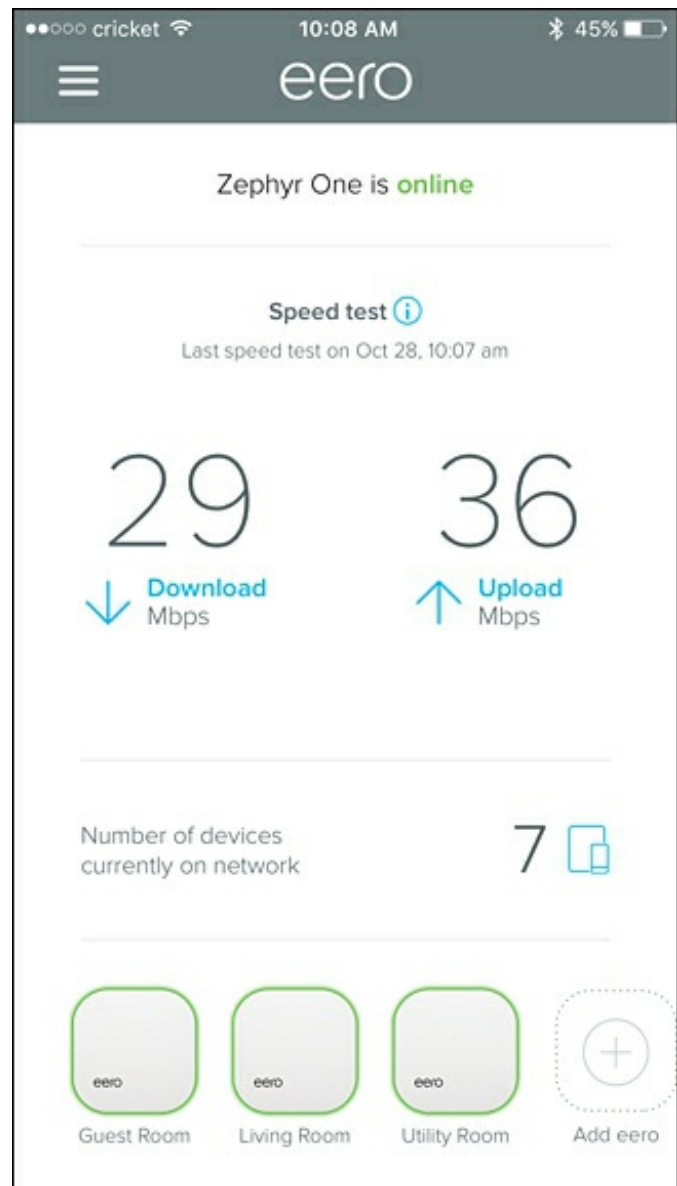 cricket 10:08 AM 45%
eero
Zephyr One is online
Speed test
Last speed test on Oct 28, 10:07 am
29 36
Download Upload
Mbps Mbps
Number of devices
currently on network
7
eero eero eero
Guest Room Living Room Utility Room Add eero